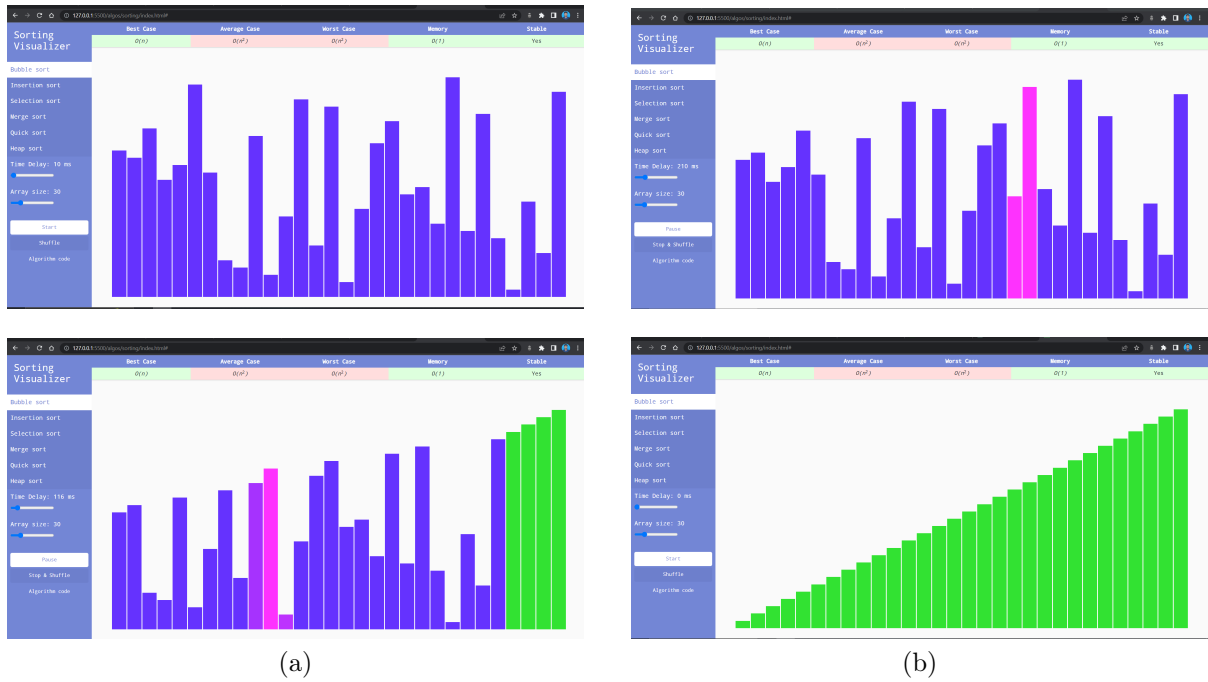 127.0.0.1:5500/algos/sorting/index.html#
Sorting
Visualizer
Best Case Average Case Worst Case Memory Stable
O(n) O(n²) O(n²) O(1) Yes
Bubble sort
Insertion sort
Selection sort
Merge sort
Quick sort
Heap sort
Time Delay: 10 ms
Array size: 30
Start
Shuffle
Algorithm code
127.0.0.1:5500/algos/sorting/index.html#
Sorting
Visualizer
Best Case Average Case Worst Case Memory Stable
O(n) O(n²) O(n²) O(1) Yes
Bubble sort
Insertion sort
Selection sort
Merge sort
Quick sort
Heap sort
Time Delay: 210 ms
Array size: 30
Pause
Stop & Shuffle
Algorithm code
127.0.0.1:5500/algos/sorting/index.html#
Sorting
Visualizer
Best Case Average Case Worst Case Memory Stable
O(n) O(n²) O(n²) O(1) Yes
Bubble sort
Insertion sort
Selection sort
Merge sort
Quick sort
Heap sort
Time Delay: 116 ms
Array size: 30
Pause
Stop & Shuffle
Algorithm code
127.0.0.1:5500/algos/sorting/index.html#
Sorting
Visualizer
Best Case Average Case Worst Case Memory Stable
O(n) O(n²) O(n²) O(1) Yes
Bubble sort
Insertion sort
Selection sort
Merge sort
Quick sort
Heap sort
Time Delay: 0 ms
Array size: 30
Start
Shuffle
Algorithm code
(a) (b)